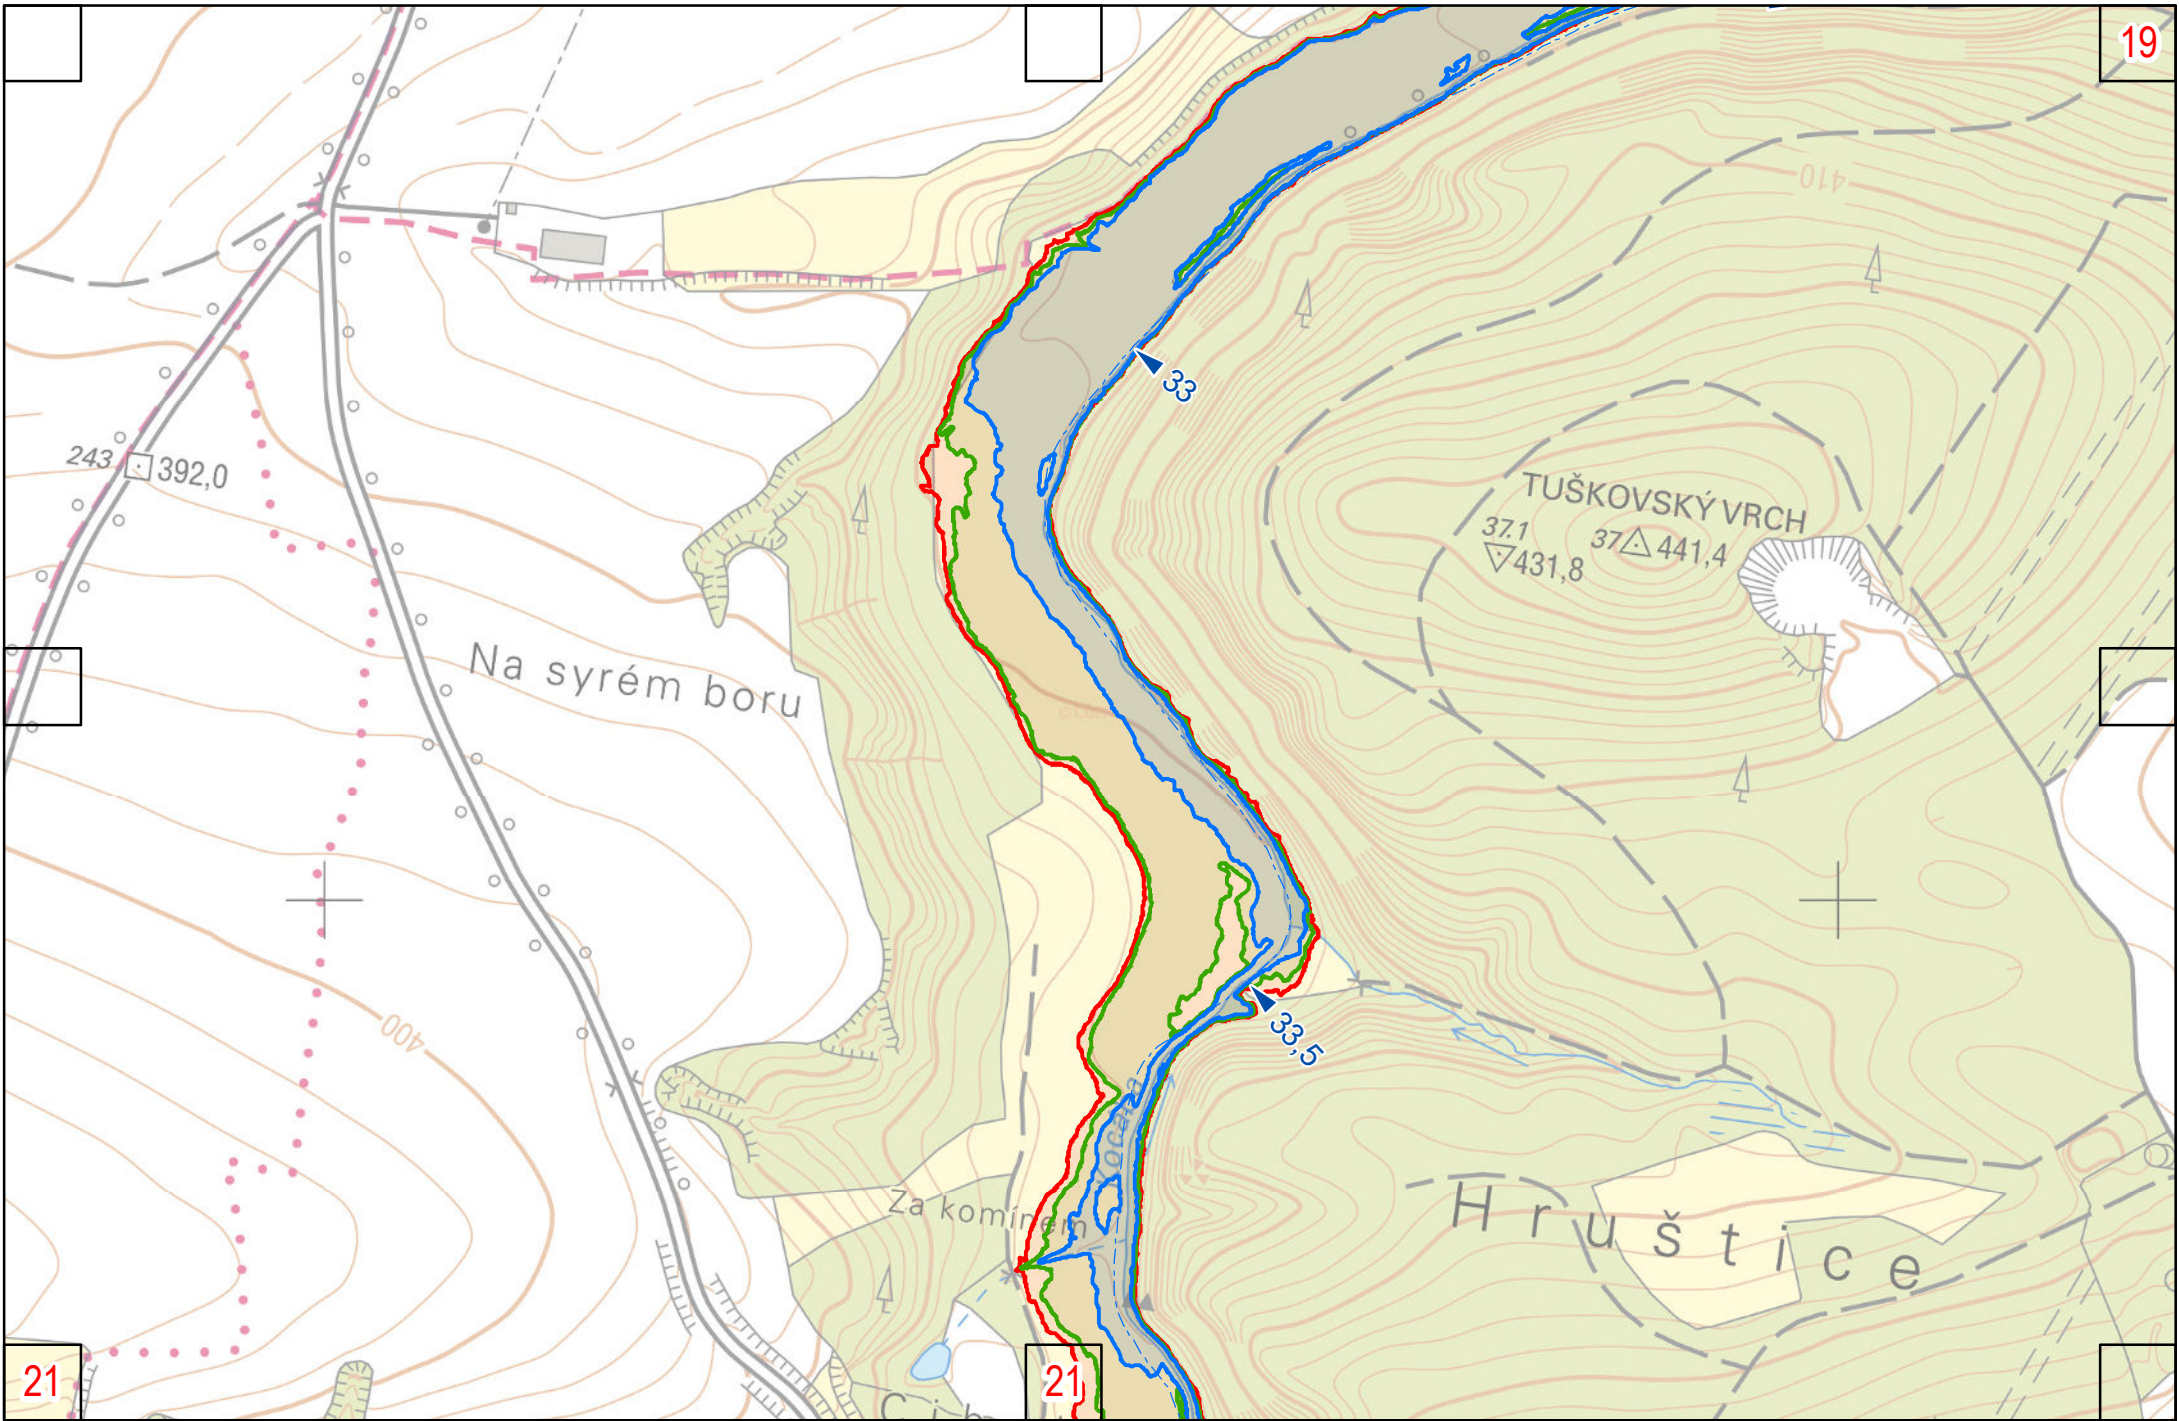 19
410
33
243 392,0
TUŠKOVSKÝ VRCH
37.1
431,8
37 441,4
Na syrém boru
400
33,5
Kocába
Za komínem
Hruštice
21
21